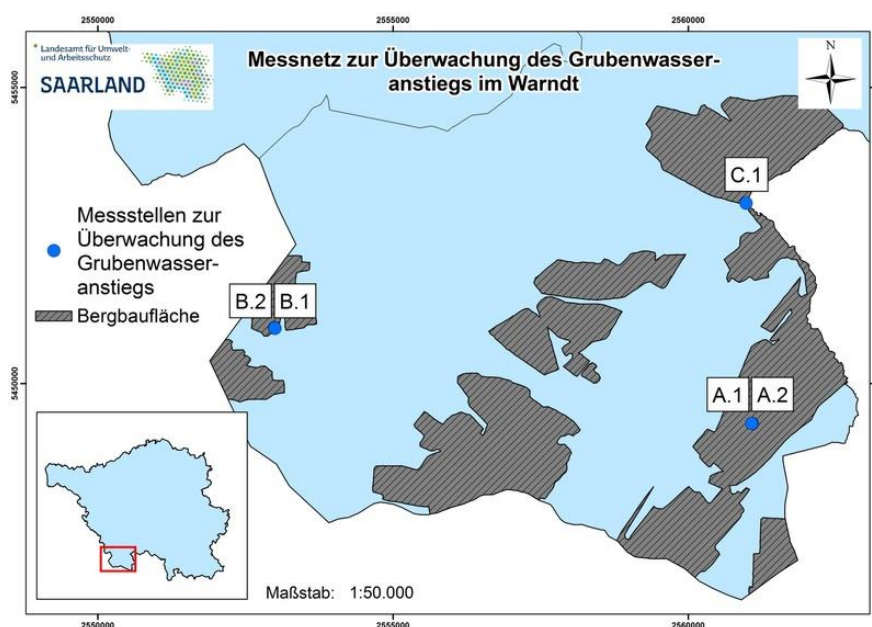 2550000
2555000
2560000
Landesamt für Umwelt-
und Arbeitsschutz
SAARLAND
Messnetz zur Überwachung des Grubenwasser-
anstiegs im Warndt
N
5455000
5455000
C.1
Messstellen zur
Überwachung des
Grubenwasser-
anstiegs
Bergbaufläche
B.2
B.1
5450000
5450000
A.1
A.2
Maßstab: 1:50.000
2550000
2555000
2560000